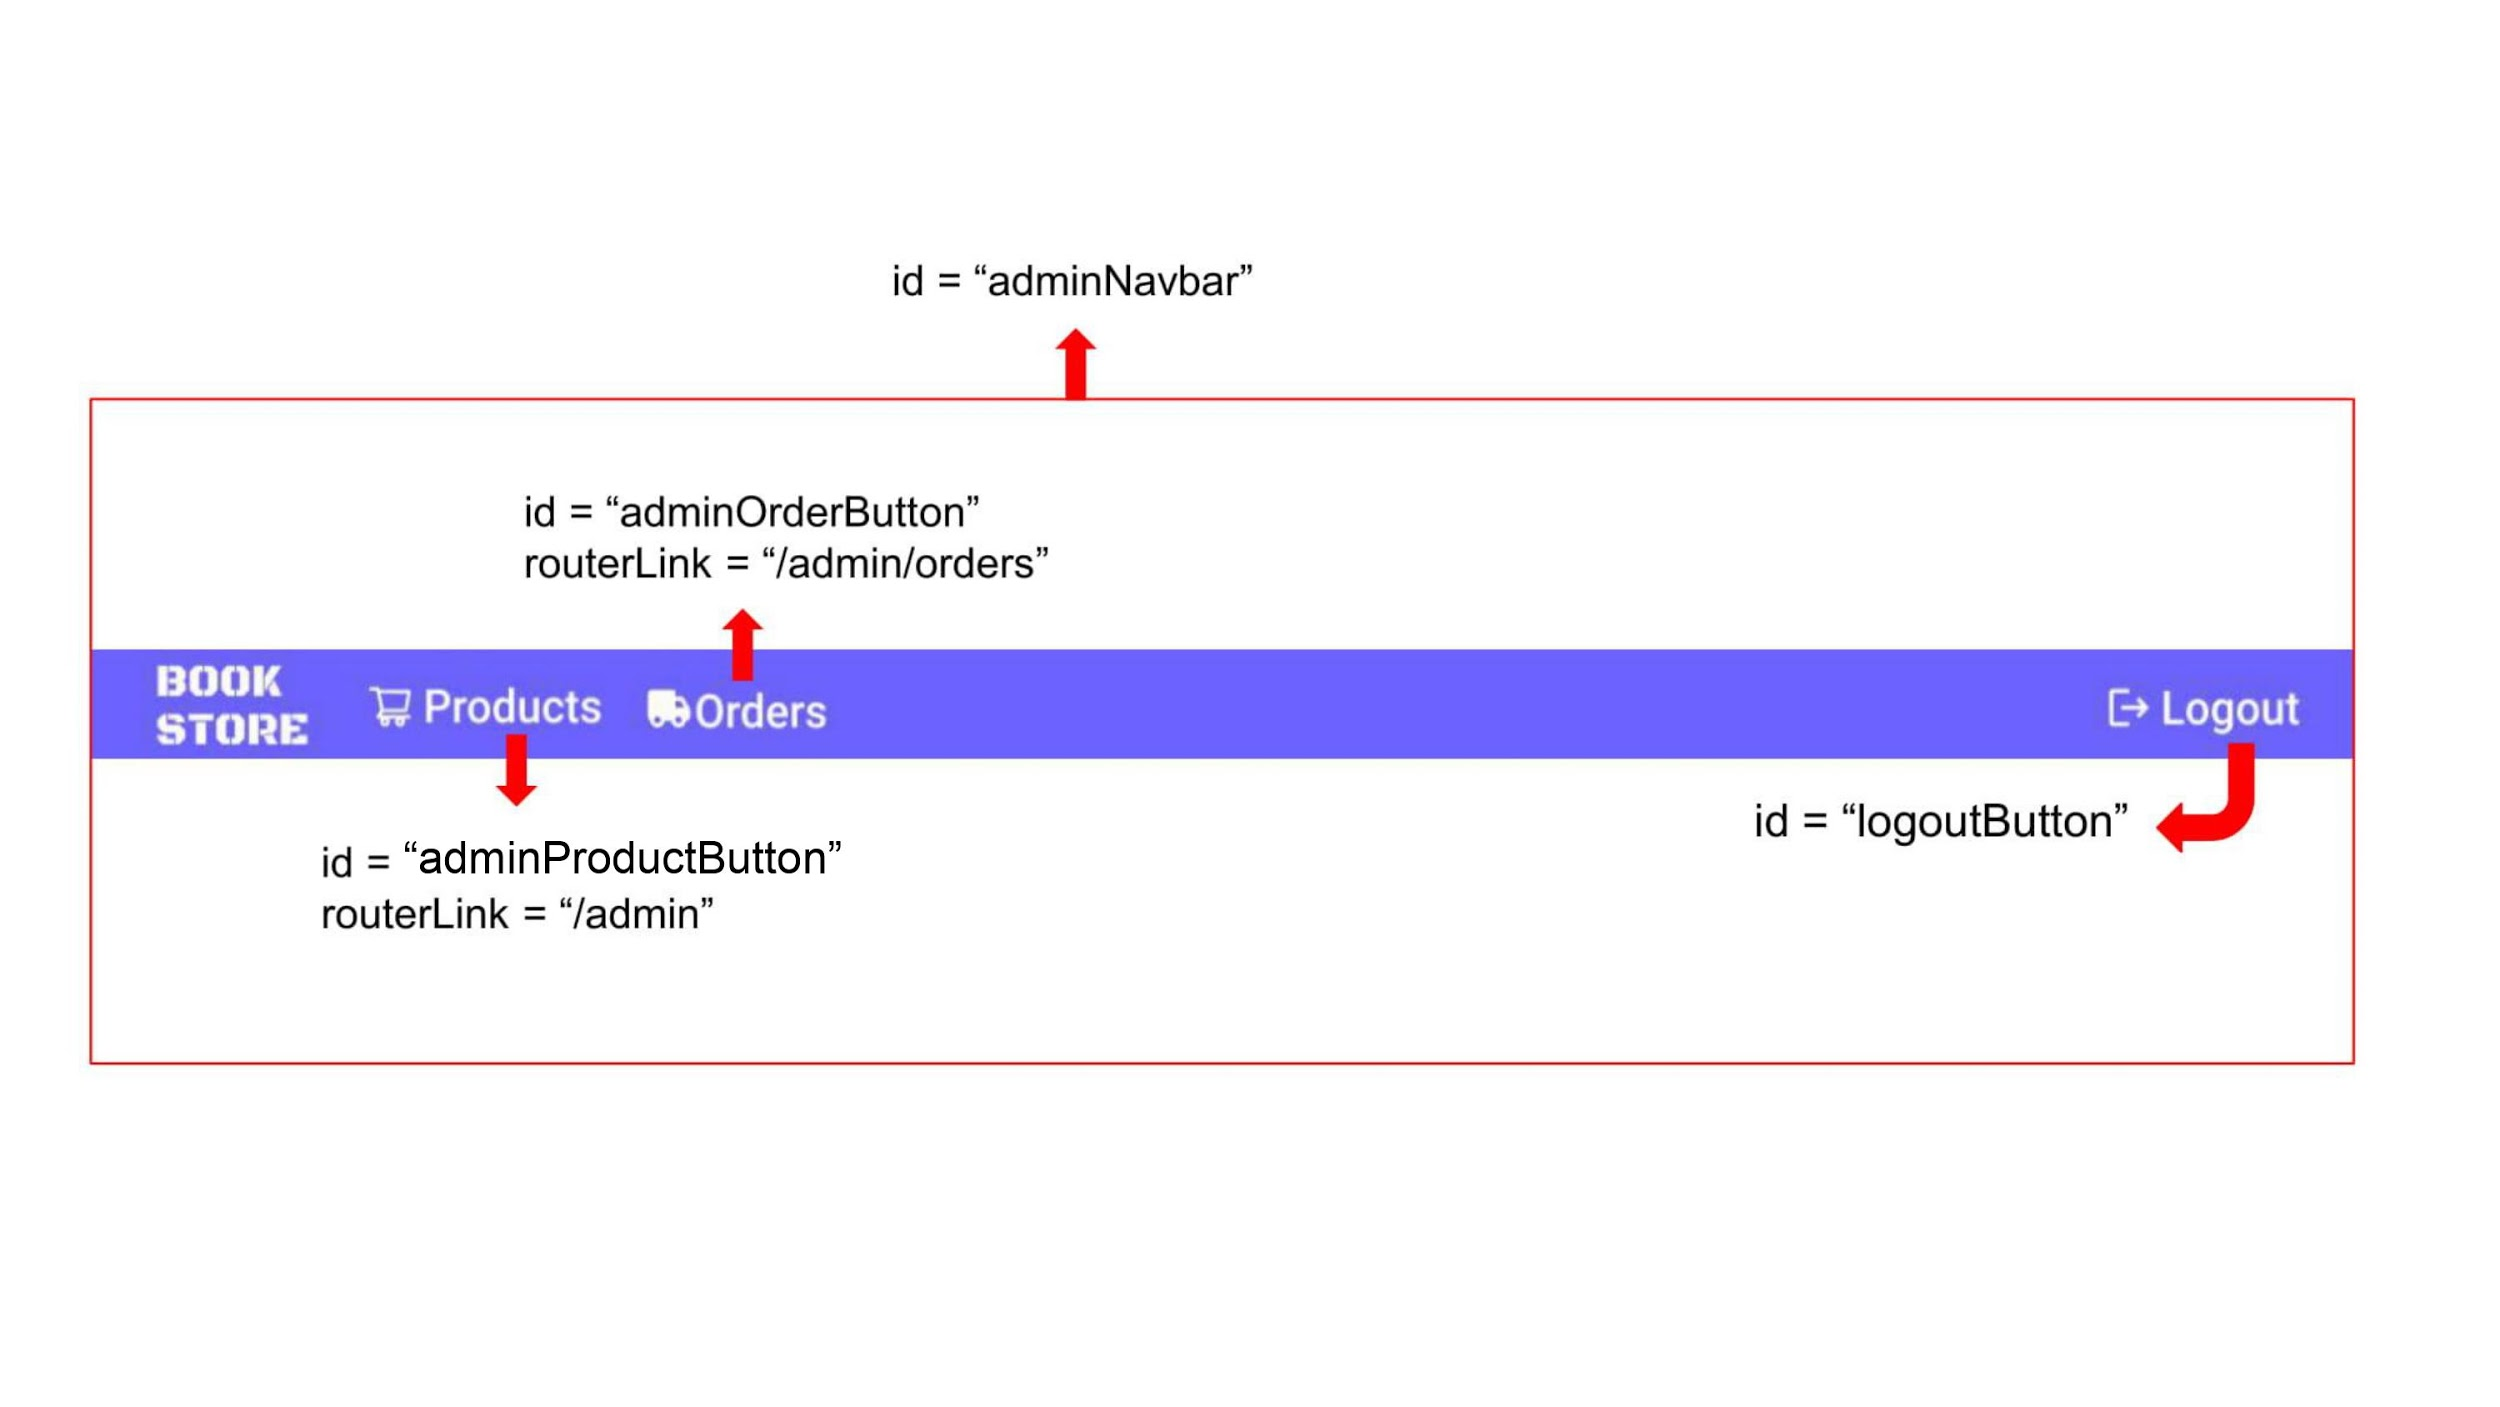 id = “adminNavbar”
id = “adminOrderButton”
routerLink = “/admin/orders”
BOOK
STORE
Products
Orders
Logout
id = “adminProductButton”
routerLink = “/admin”
id = “logoutButton”